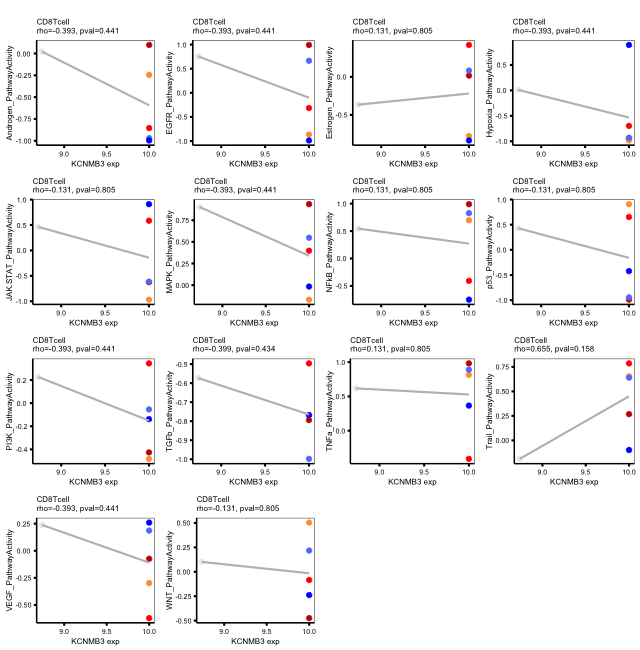 CD8Tcell
rho=-0.393, pval=0.441
Androgen_PathwayActivity
0.00
-0.25
-0.50
-0.75
-1.00
9.0
9.5
10.0
KCNMB3 exp
CD8Tcell
rho=-0.393, pval=0.441
EGFR_PathwayActivity
1.0
0.5
0.0
-0.5
-1.0
9.0
9.5
10.0
KCNMB3 exp
CD8Tcell
rho=0.131, pval=0.805
Estrogen_PathwayActivity
0.0
-0.5
9.0
9.5
10.0
KCNMB3 exp
CD8Tcell
rho=-0.393, pval=0.441
Hypoxia_PathwayActivity
0.5
0.0
-0.5
-1.0
9.0
9.5
10.0
KCNMB3 exp
CD8Tcell
rho=-0.131, pval=0.805
JAK.STAT_PathwayActivity
1.0
0.5
0.0
-0.5
-1.0
9.0
9.5
10.0
KCNMB3 exp
CD8Tcell
rho=-0.393, pval=0.441
MAPK_PathwayActivity
0.75
0.50
0.25
0.00
9.0
9.5
10.0
KCNMB3 exp
CD8Tcell
rho=0.131, pval=0.805
NFkB_PathwayActivity
1.0
0.5
0.0
-0.5
9.0
9.5
10.0
KCNMB3 exp
CD8Tcell
rho=-0.131, pval=0.805
p53_PathwayActivity
1.0
0.5
0.0
-0.5
-1.0
9.0
9.5
10.0
KCNMB3 exp
CD8Tcell
rho=-0.393, pval=0.441
PI3K_PathwayActivity
0.2
0.0
-0.2
-0.4
9.0
9.5
10.0
KCNMB3 exp
CD8Tcell
rho=-0.399, pval=0.434
TGFb_PathwayActivity
-0.5
-0.6
-0.7
-0.8
-0.9
-1.0
9.0
9.5
10.0
KCNMB3 exp
CD8Tcell
rho=0.131, pval=0.805
TNFa_PathwayActivity
1.0
0.5
0.0
9.0
9.5
10.0
KCNMB3 exp
CD8Tcell
rho=0.655, pval=0.158
Trail_PathwayActivity
0.75
0.50
0.25
0.00
9.0
9.5
10.0
KCNMB3 exp
CD8Tcell
rho=-0.393, pval=0.441
VEGF_PathwayActivity
0.25
0.00
-0.25
-0.50
9.0
9.5
10.0
KCNMB3 exp
CD8Tcell
rho=-0.131, pval=0.805
WNT_PathwayActivity
0.50
0.25
0.00
-0.25
-0.50
9.0
9.5
10.0
KCNMB3 exp